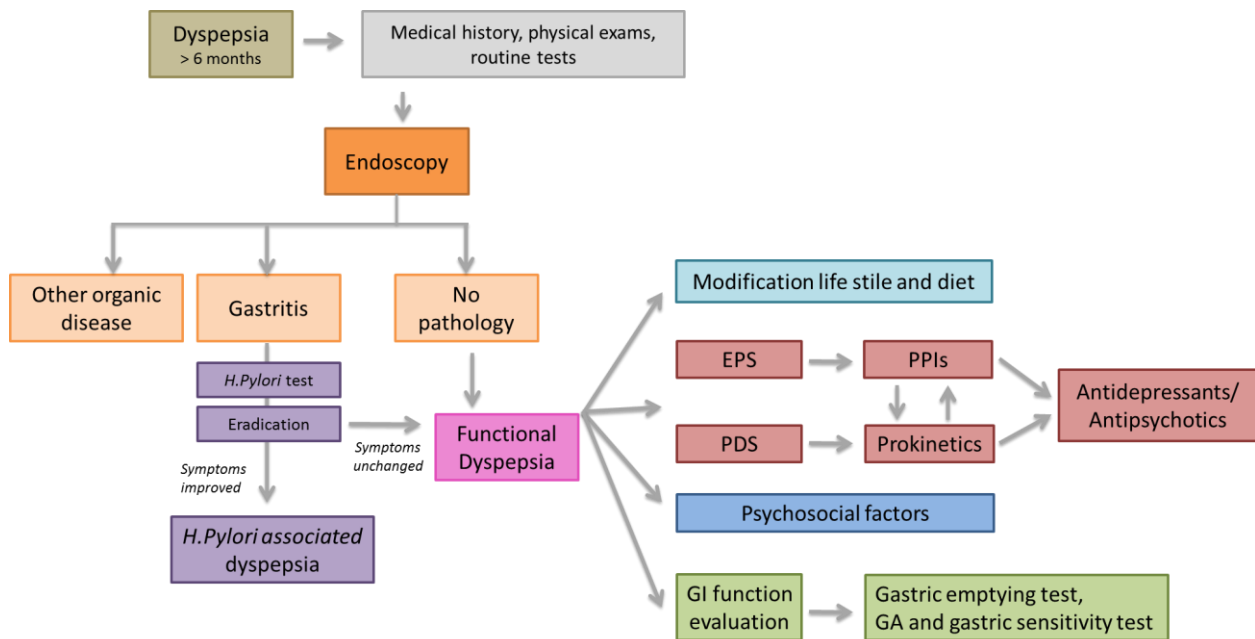 Dyspepsia
> 6 months
Medical history, physical exams,
routine tests
Endoscopy
Other organic
disease
Gastritis
No
pathology
H.Pylori test
Eradication
Symptoms
improved
Symptoms
unchanged
H.Pylori associated
dyspepsia
Functional
Dyspepsia
Modification life stile and diet
EPS
PPIs
PDS
Prokinetics
Antidepressants/
Antipsychotics
Psychosocial factors
GI function
evaluation
Gastric emptying test,
GA and gastric sensitivity test